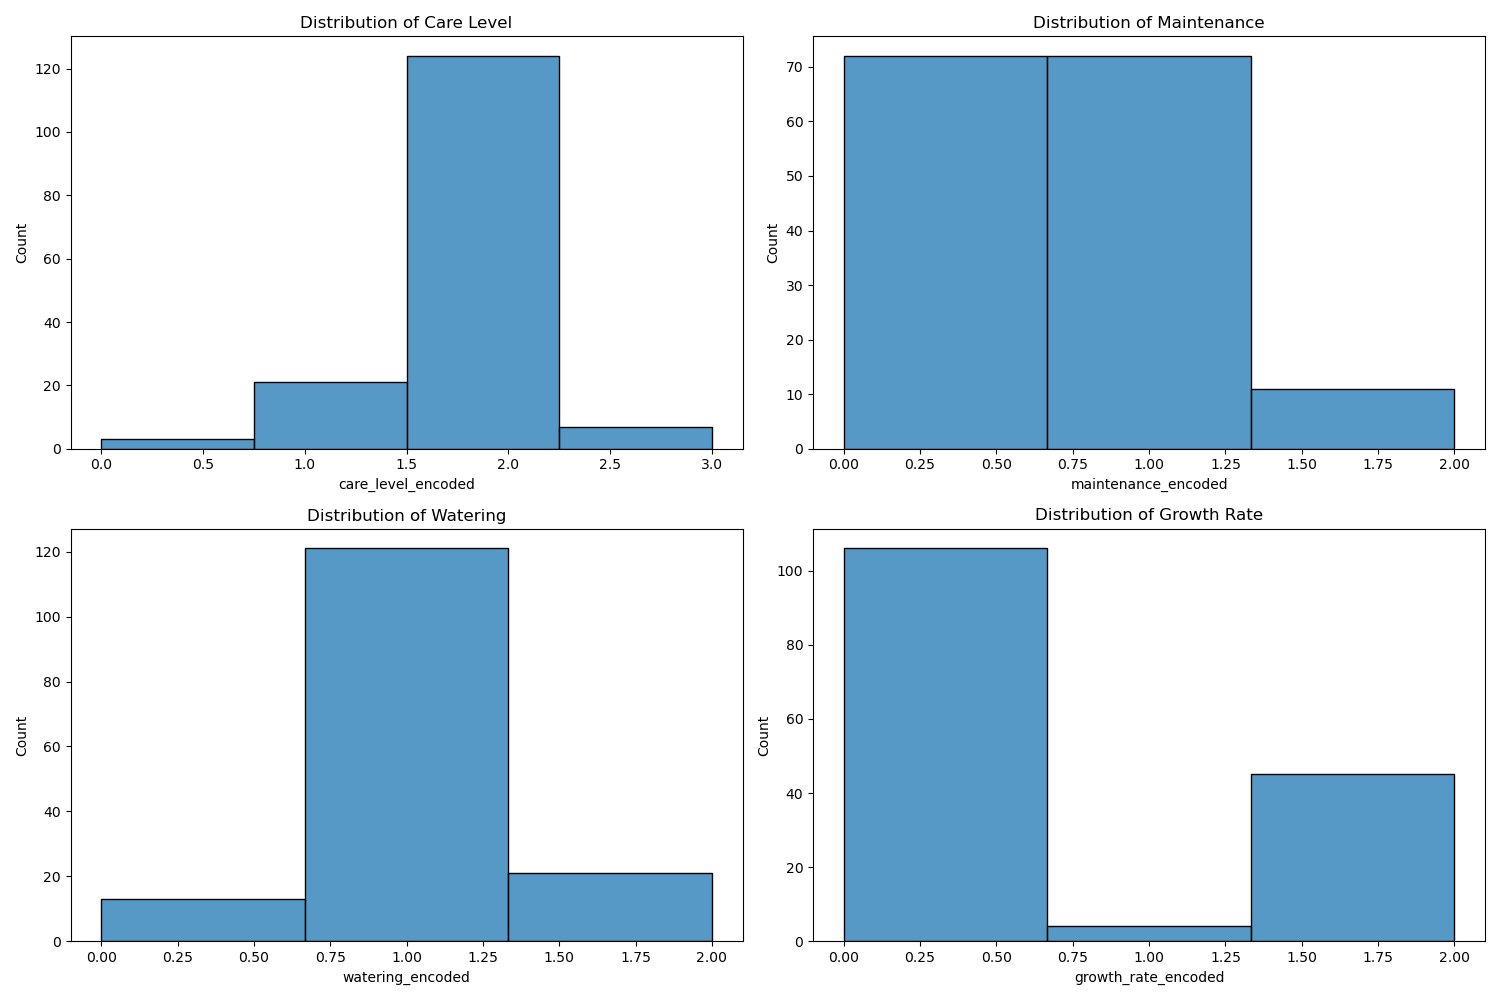 Distribution of Care Level
120
100
80
60
40
20
0
Count
0.0 0.5 1.0 1.5 2.0 2.5 3.0
care_level_encoded
Distribution of Maintenance
70
60
50
40
30
20
10
0
Count
0.00 0.25 0.50 0.75 1.00 1.25 1.50 1.75 2.00
maintenance_encoded
Distribution of Watering
120
100
80
60
40
20
0
Count
0.00 0.25 0.50 0.75 1.00 1.25 1.50 1.75 2.00
watering_encoded
Distribution of Growth Rate
100
80
60
40
20
0
Count
0.00 0.25 0.50 0.75 1.00 1.25 1.50 1.75 2.00
growth_rate_encoded